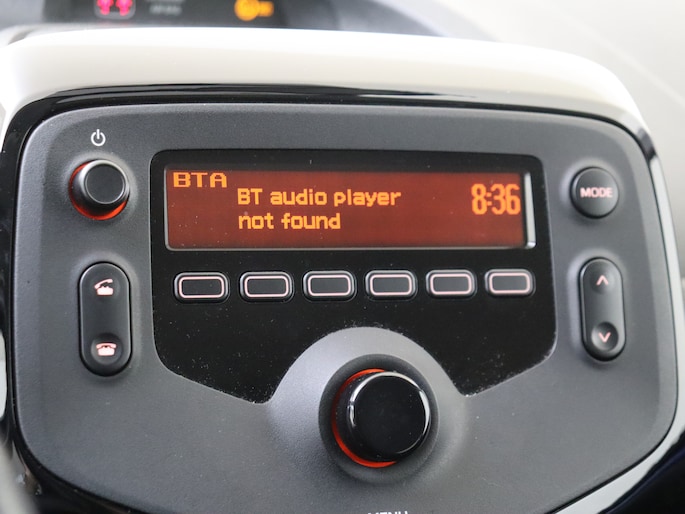 BTA
BT audio player
8:36
not found
MODE